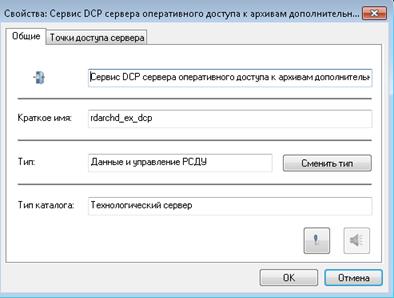 Свойства: Сервис DCP сервера оперативного доступа к архивам дополнительн...
Общие Точки доступа сервера
Сервис DCP сервера оперативного доступа к архивам дополнительн
Краткое имя: rdarchd_ex_dcp
Тип: Данные и управление РСДУ Сменить тип
Тип каталога: Технологический сервер
OK Отмена